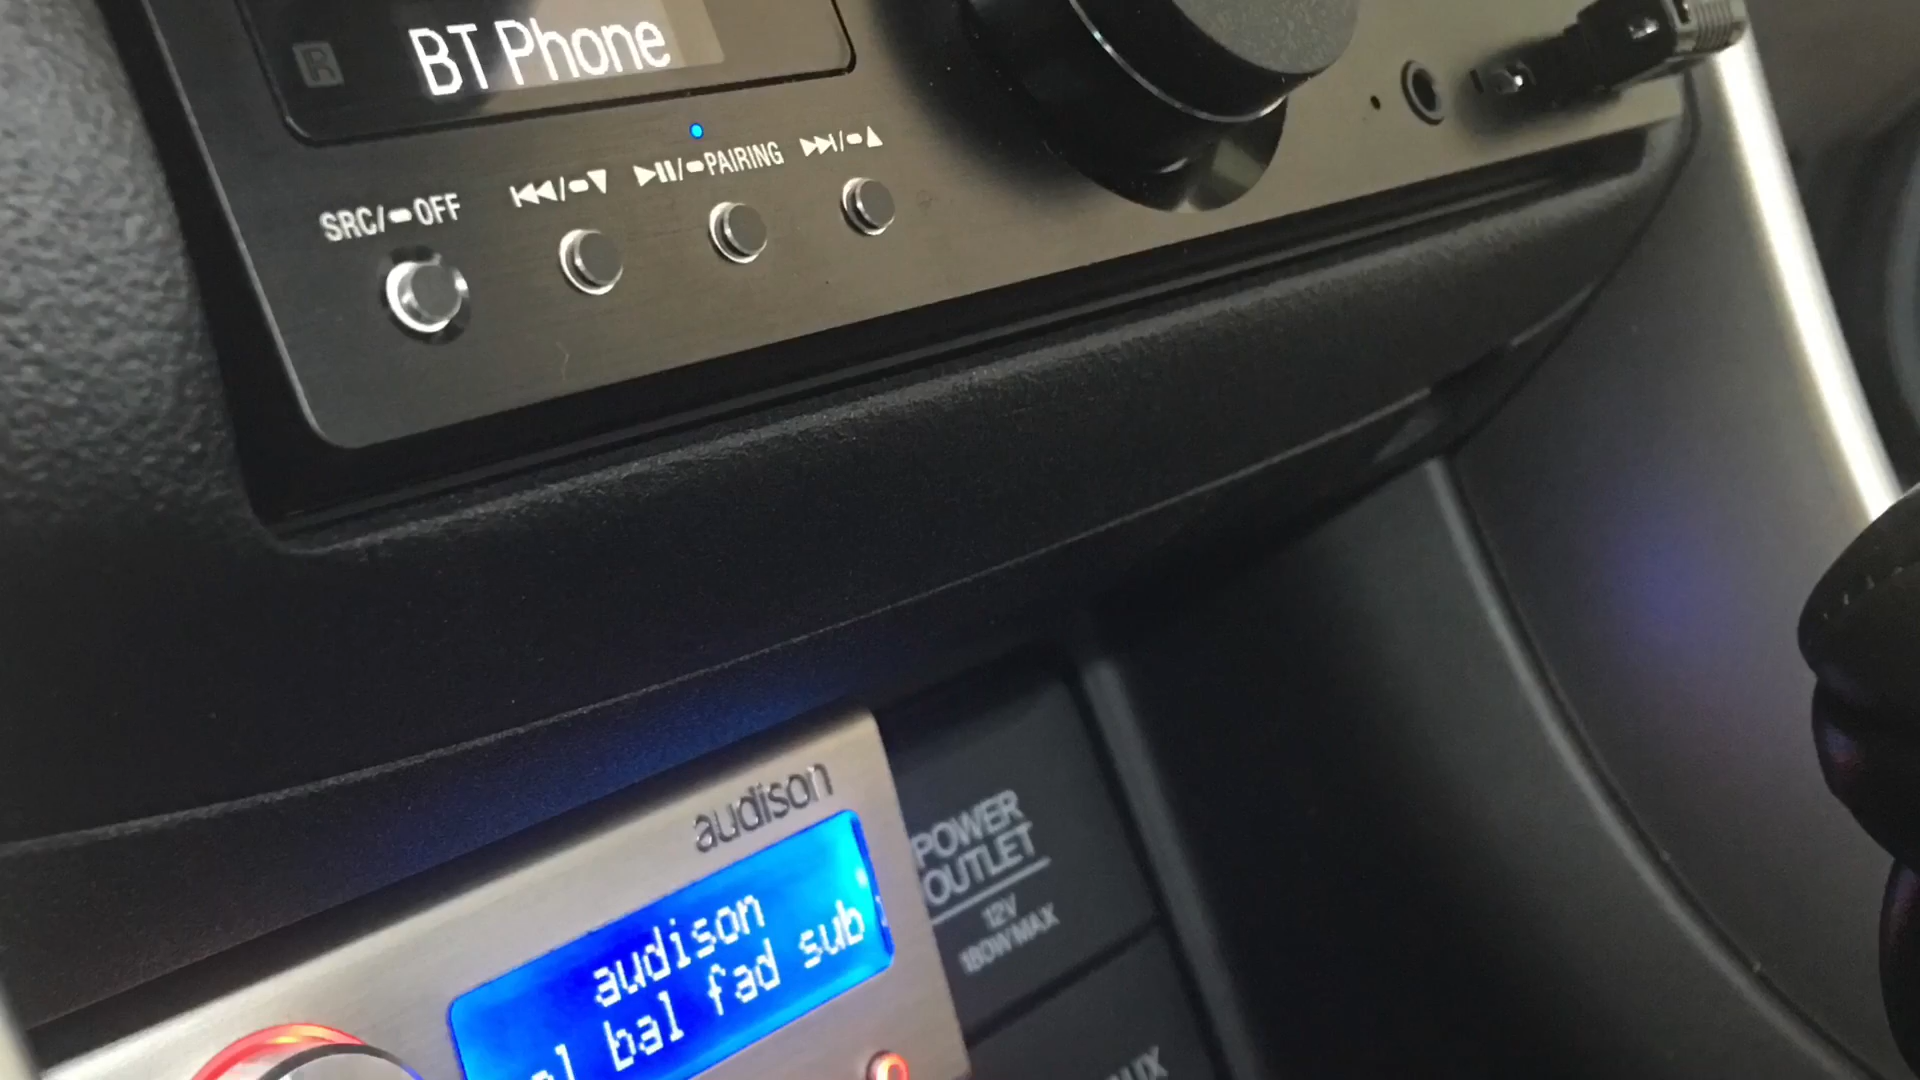 R
BT Phone
SRC/ OFF
/
/ PAIRING
/
audison
audison
bal fad sub
POWER
OUTLET
12V
180W MAX